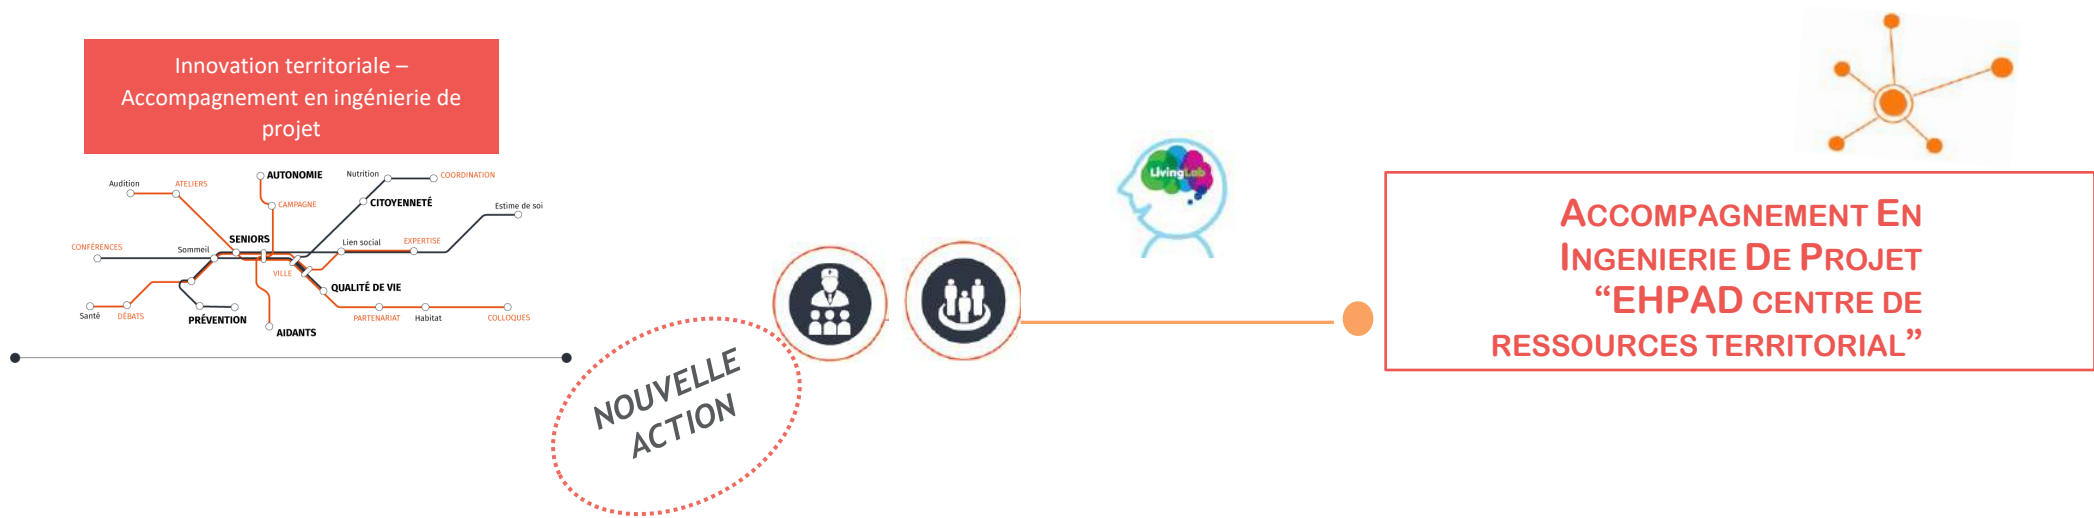 Innovation territoriale –
Accompagnement en ingénierie de
projet
AUTONOMIE
Nutrition
COORDINATION
Audition
ATELIERS
CAMPAGNE
CITOYENNETÉ
Estime de soi
CONFÉRENCES
Sommeil
SENIORS
Lien social
EXPERTISE
VILLE
QUALITÉ DE VIE
Santé
DÉBATS
PRÉVENTION
AIDANTS
PARTENARIAT
Habitat
COLLOQUES
NOUVELLE
ACTION
LivingLab
ACCOMPAGNEMENT EN
INGENIERIE DE PROJET
“EHPAD CENTRE DE
RESSOURCES TERRITORIAL”